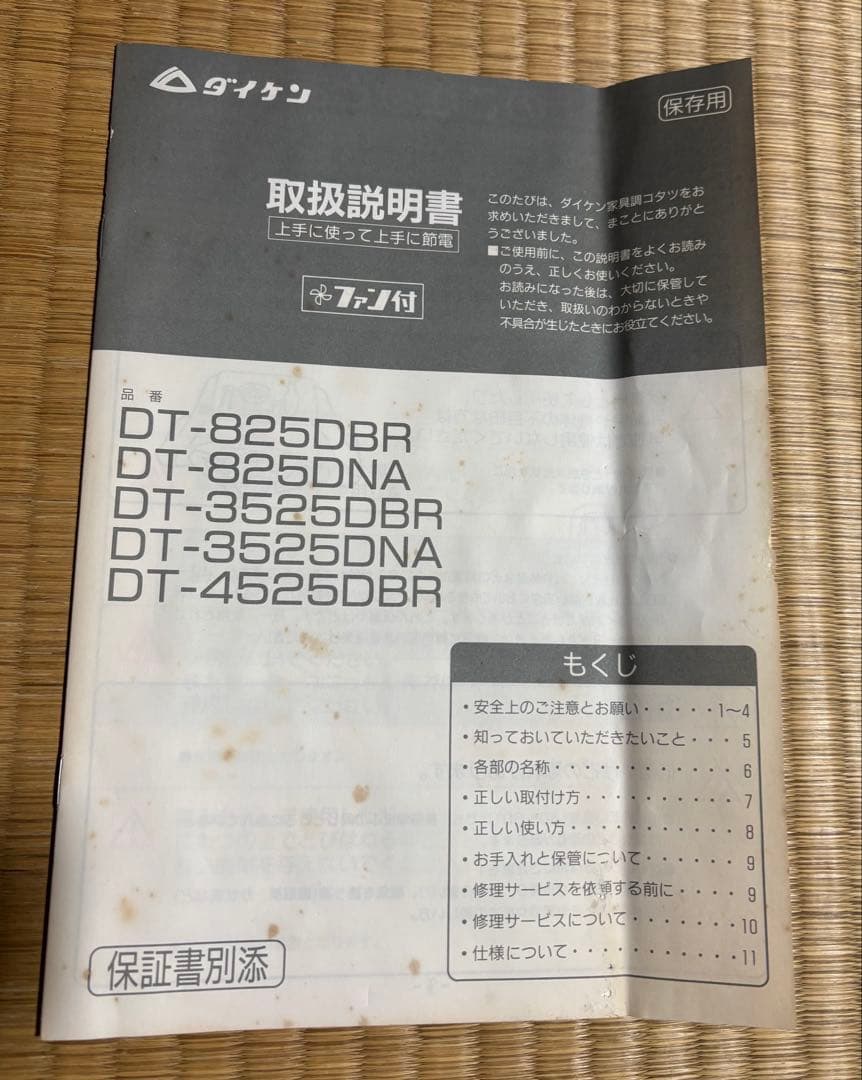 ダイケン
保存用
取扱説明書
上手に使って上手に節電
ファン付
このたびは、ダイケン家具調コタツをお
求めいただきまして、まことにありがと
うございました。
■ご使用前に、この説明書をよくお読み
のうえ、正しくお使いください。
お読みになった後は、大切に保管して
いただき、取扱いのわからないときや
不具合が生じたときにお役立てください。
品番
DT-825DBR
DT-825DNA
DT-3525DBR
DT-3525DNA
DT-4525DBR
もくじ
・安全上のご注意とお願い・・・・・1〜4
・知っておいていただきたいこと・・・5
・各部の名称・・・・・・・・・・・・6
・正しい取付け方・・・・・・・・・・7
・正しい使い方・・・・・・・・・・・8
・お手入れと保管について・・・・・・9
・修理サービスを依頼する前に・・・・9
・修理サービスについて・・・・・・・10
・仕様について・・・・・・・・・・・11
保証書別添